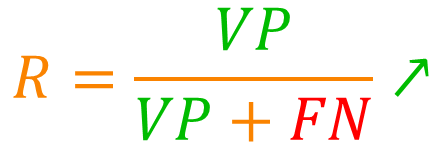 R = VP / (VP + FN) ↗